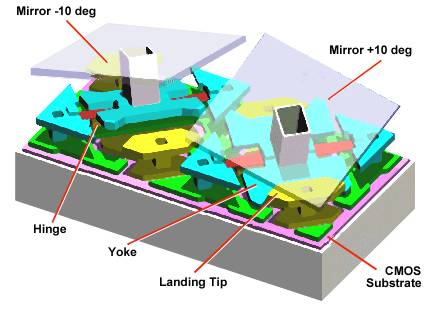 Mirror -10 deg
Mirror +10 deg
Hinge
Yoke
Landing Tip
CMOS
Substrate